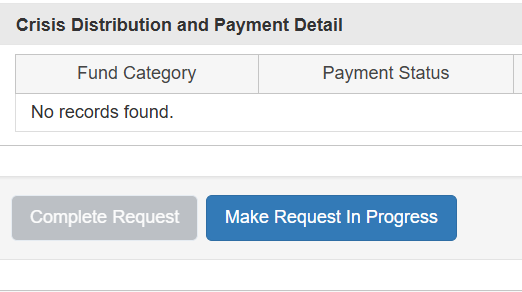 Crisis Distribution and Payment Detail
Fund Category Payment Status
No records found.
Complete Request Make Request In Progress